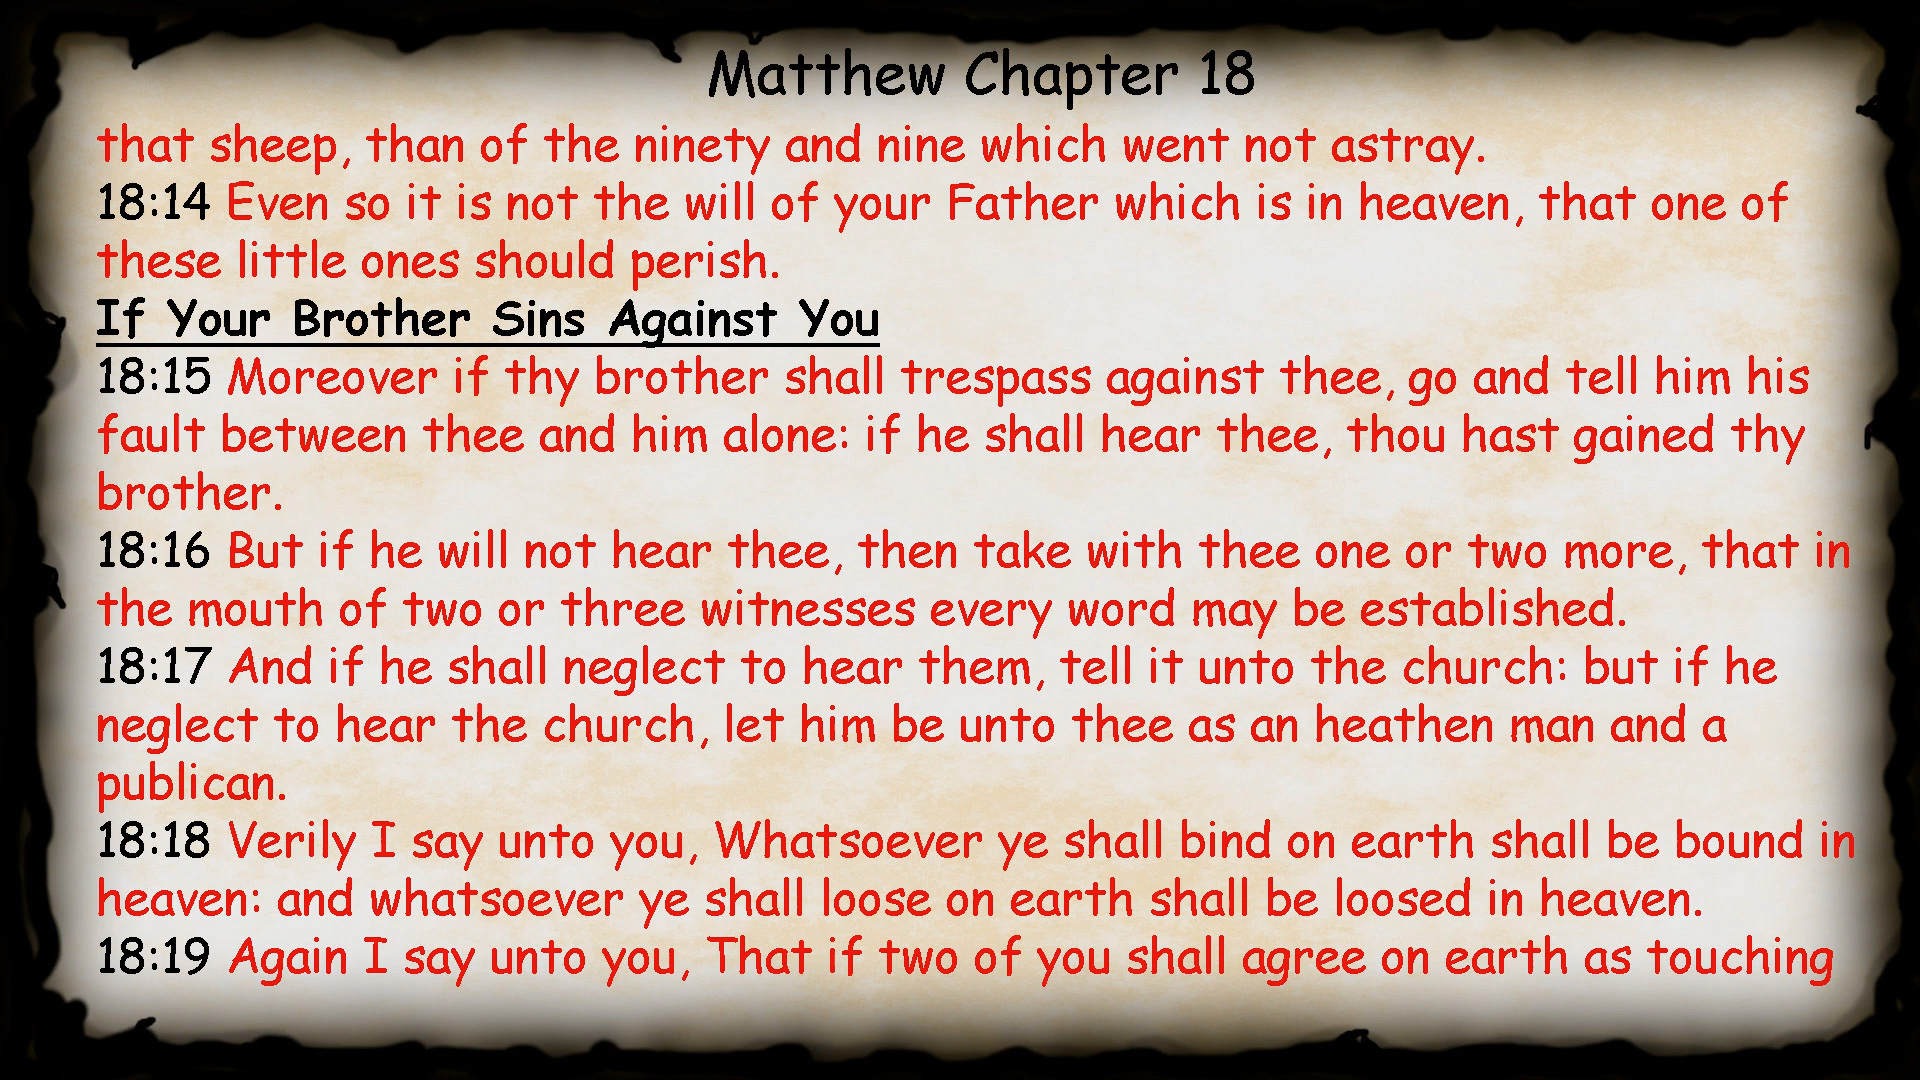 Matthew Chapter 18
that sheep, than of the ninety and nine which went not astray.
18:14 Even so it is not the will of your Father which is in heaven, that one of
these little ones should perish.
If Your Brother Sins Against You
18:15 Moreover if thy brother shall trespass against thee, go and tell him his
fault between thee and him alone: if he shall hear thee, thou hast gained thy
brother.
18:16 But if he will not hear thee, then take with thee one or two more, that in
the mouth of two or three witnesses every word may be established.
18:17 And if he shall neglect to hear them, tell it unto the church: but if he
neglect to hear the church, let him be unto thee as an heathen man and a
publican.
18:18 Verily I say unto you, Whatsoever ye shall bind on earth shall be bound in
heaven: and whatsoever ye shall loose on earth shall be loosed in heaven.
18:19 Again I say unto you, That if two of you shall agree on earth as touching